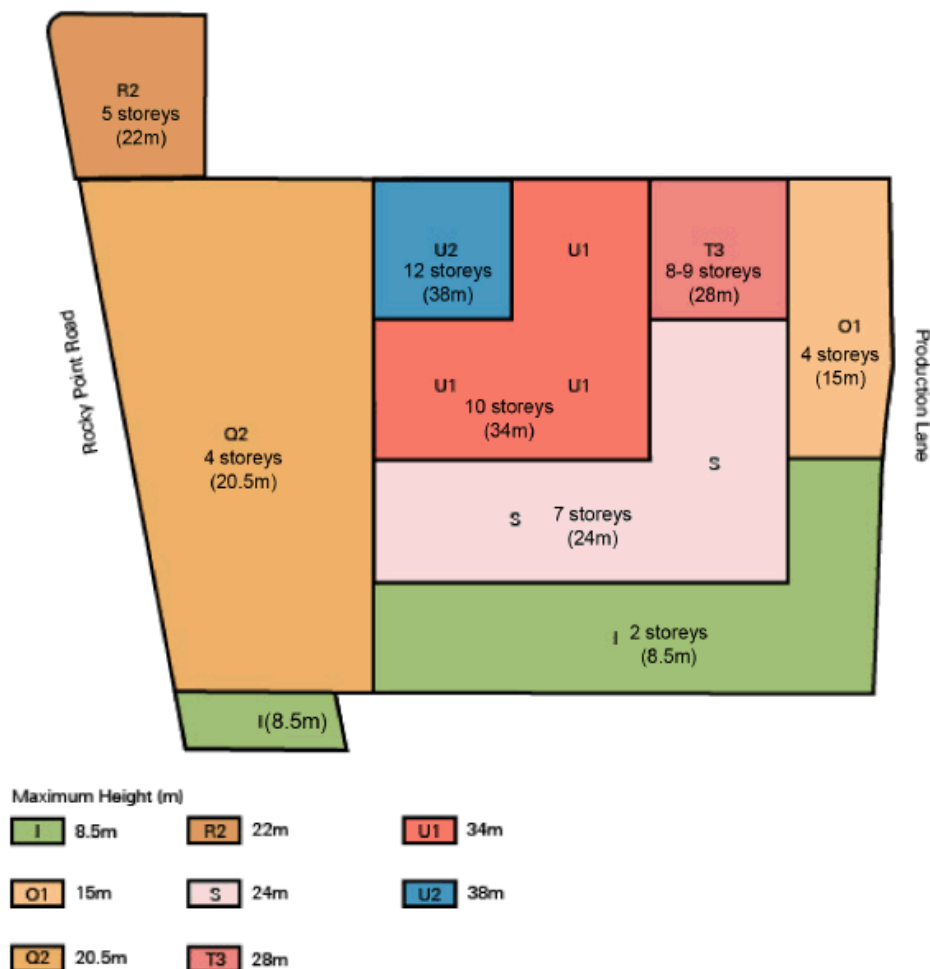 R2
5 storeys
(22m)
U2
12 storeys
(38m)
U1
T3
8-9 storeys
(28m)
O1
4 storeys
(15m)
Rocky Point Road
Production Lane
U1
U1
10 storeys
(34m)
Q2
4 storeys
(20.5m)
S
S
7 storeys
(24m)
I 2 storeys
(8.5m)
I(8.5m)
Maximum Height (m)
I 8.5m
R2 22m
U1 34m
O1 15m
S 24m
U2 38m
Q2 20.5m
T3 28m